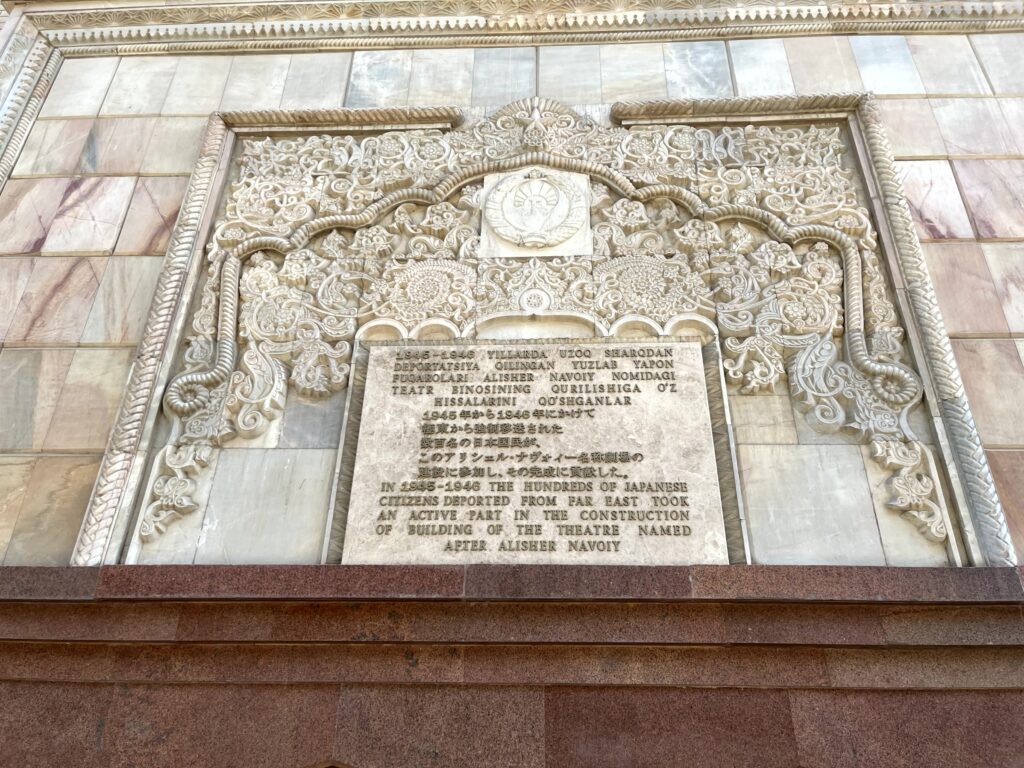 1945-1946 YILLARDA UZOQ SHARQDAN
DEPORTATSIYA QILINGAN YUZLAB YAPON
FUQAROLARI ALISHER NAVOIY NOMIDAGI
TEATR BINOSINING QURILISHIGA O'Z
HISSALARINI QO'SHGANLAR
1945年から1946年にかけて
極東から強制移送された
数百名の日本国民が、
このアリシェル・ナヴォイー名称劇場の
建設に参加し、その完成に貢献した。
IN 1945-1946 THE HUNDREDS OF JAPANESE
CITIZENS DEPORTED FROM FAR EAST TOOK
AN ACTIVE PART IN THE CONSTRUCTION
OF BUILDING OF THE THEATRE NAMED
AFTER ALISHER NAVOIY